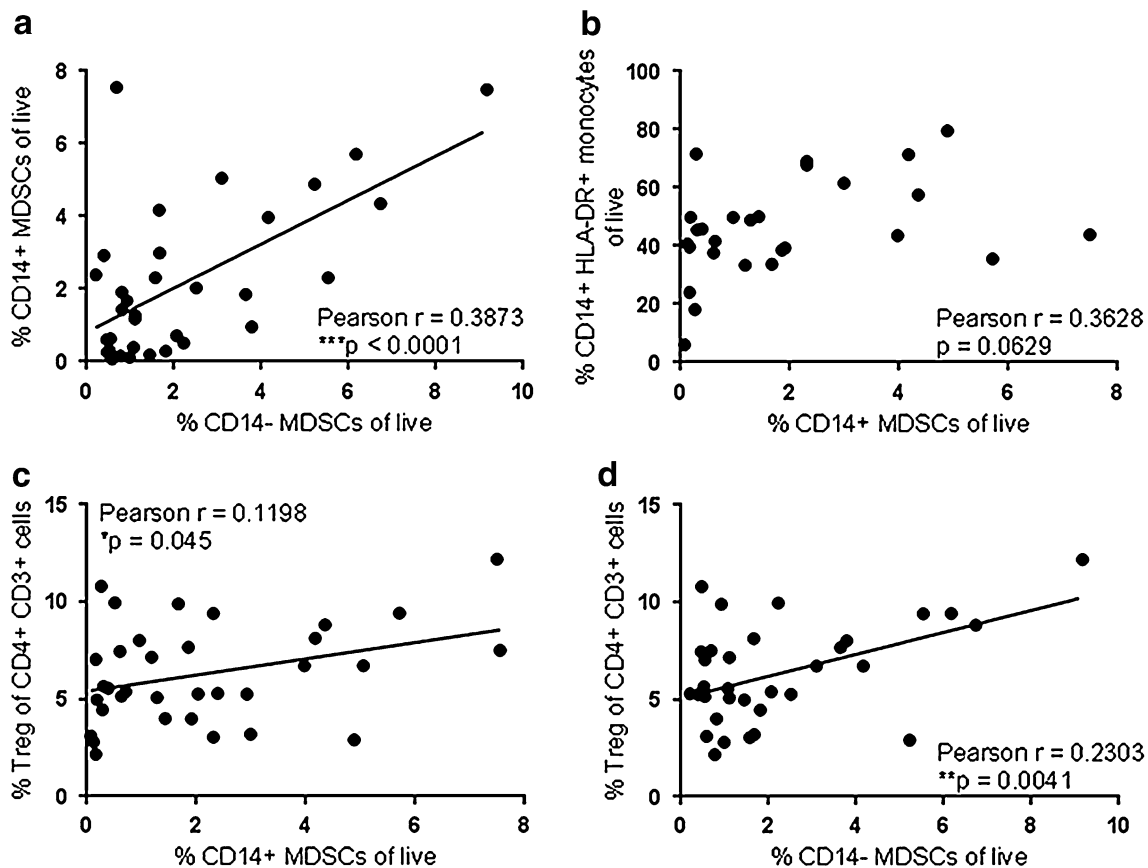 a
% CD14+ MDSCs of live
8
6
4
2
0
Pearson r = 0.3873
***p < 0.0001
0 2 4 6 8 10
% CD14- MDSCs of live
b
% CD14+ HLA-DR+ monocytes
of live
100
80
60
40
20
0
Pearson r = 0.3628
p = 0.0629
0 2 4 6 8
% CD14+ MDSCs of live
c
% Treg of CD4+ CD3+ cells
15
10
5
0
Pearson r = 0.1198
*p = 0.045
0 2 4 6 8
% CD14+ MDSCs of live
d
% Treg of CD4+ CD3+ cells
15
10
5
0
Pearson r = 0.2303
**p = 0.0041
0 2 4 6 8 10
% CD14- MDSCs of live